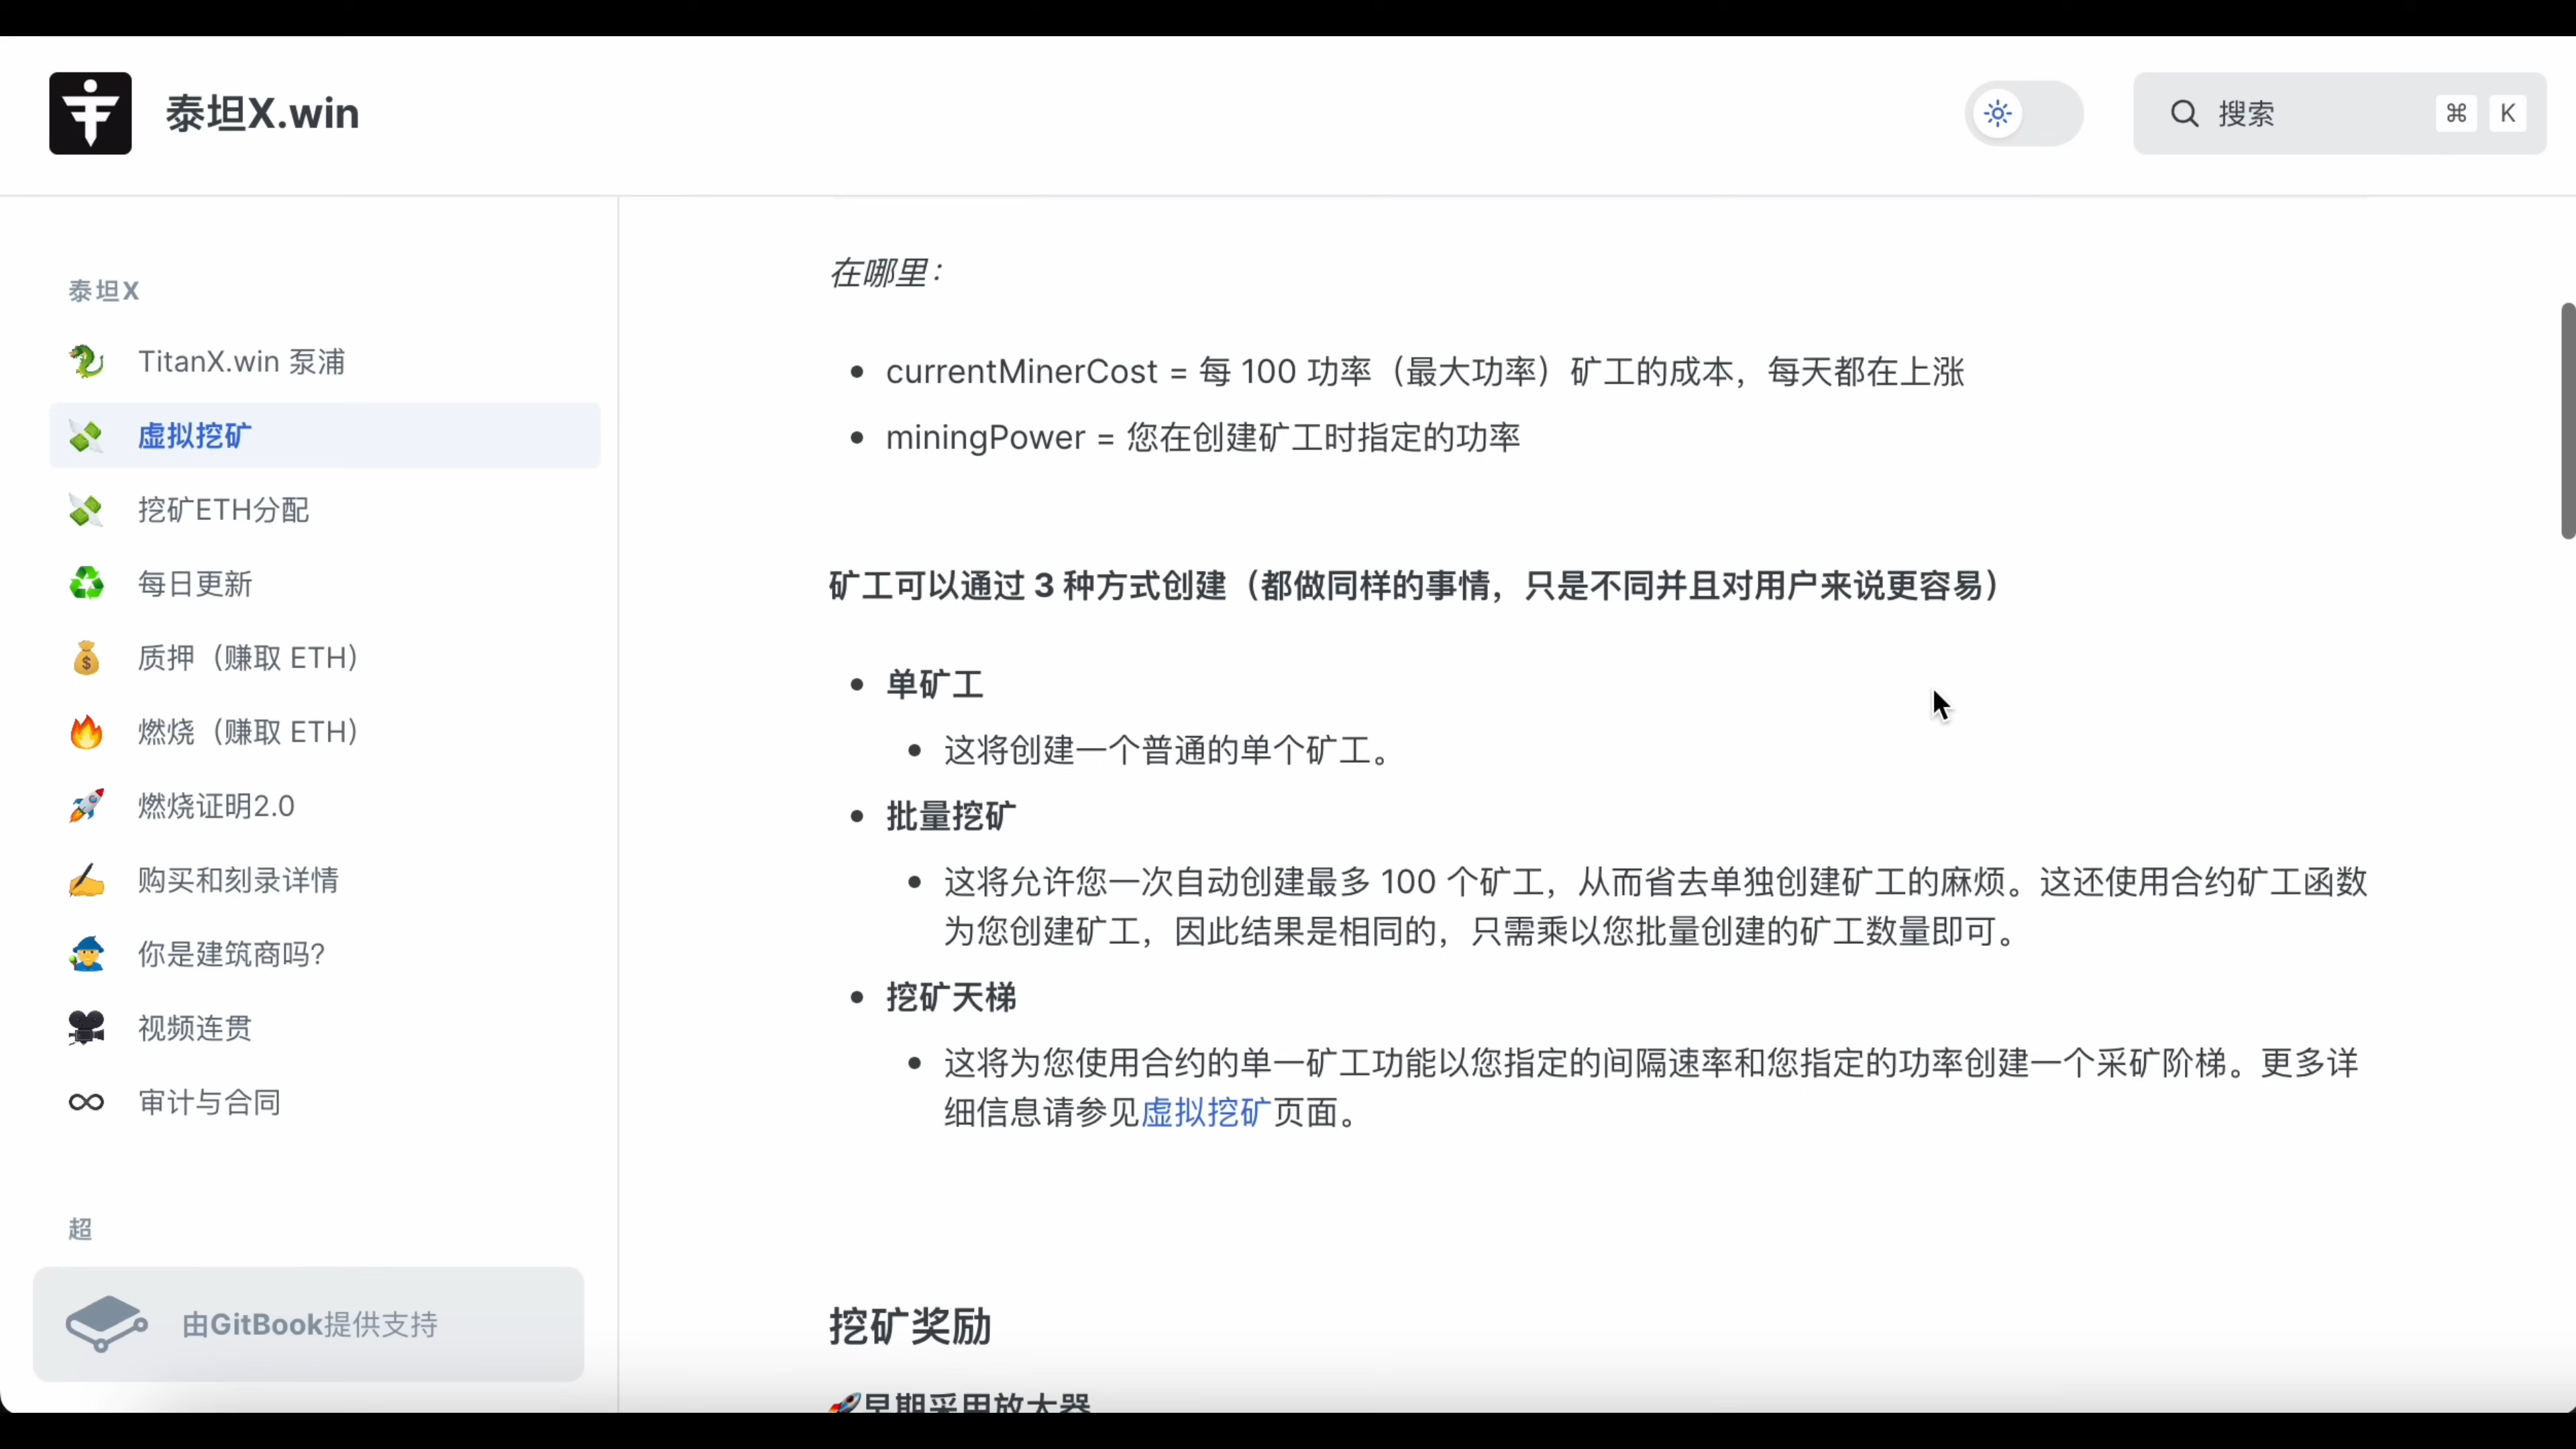 泰坦X.win
搜索
⌘ K
泰坦X
TitanX.win 泵浦
虚拟挖矿
挖矿ETH分配
每日更新
质押（赚取 ETH）
燃烧（赚取 ETH）
燃烧证明2.0
购买和刻录详情
你是建筑商吗?
视频连贯
审计与合同
超
由GitBook提供支持
在哪里：
currentMinerCost = 每 100 功率（最大功率）矿工的成本，每天都在上涨
miningPower = 您在创建矿工时指定的功率
矿工可以通过 3 种方式创建（都做同样的事情，只是不同并且对用户来说更容易）
单矿工
这将创建一个普通的单个矿工。
批量挖矿
这将允许您一次自动创建最多 100 个矿工，从而省去单独创建矿工的麻烦。这还使用合约矿工函数
为您创建矿工，因此结果是相同的，只需乘以您批量创建的矿工数量即可。
挖矿天梯
这将为您使用合约的单一矿工功能以您指定的间隔速率和您指定的功率创建一个采矿阶梯。更多详
细信息请参见虚拟挖矿页面。
挖矿奖励
早期采用放大器